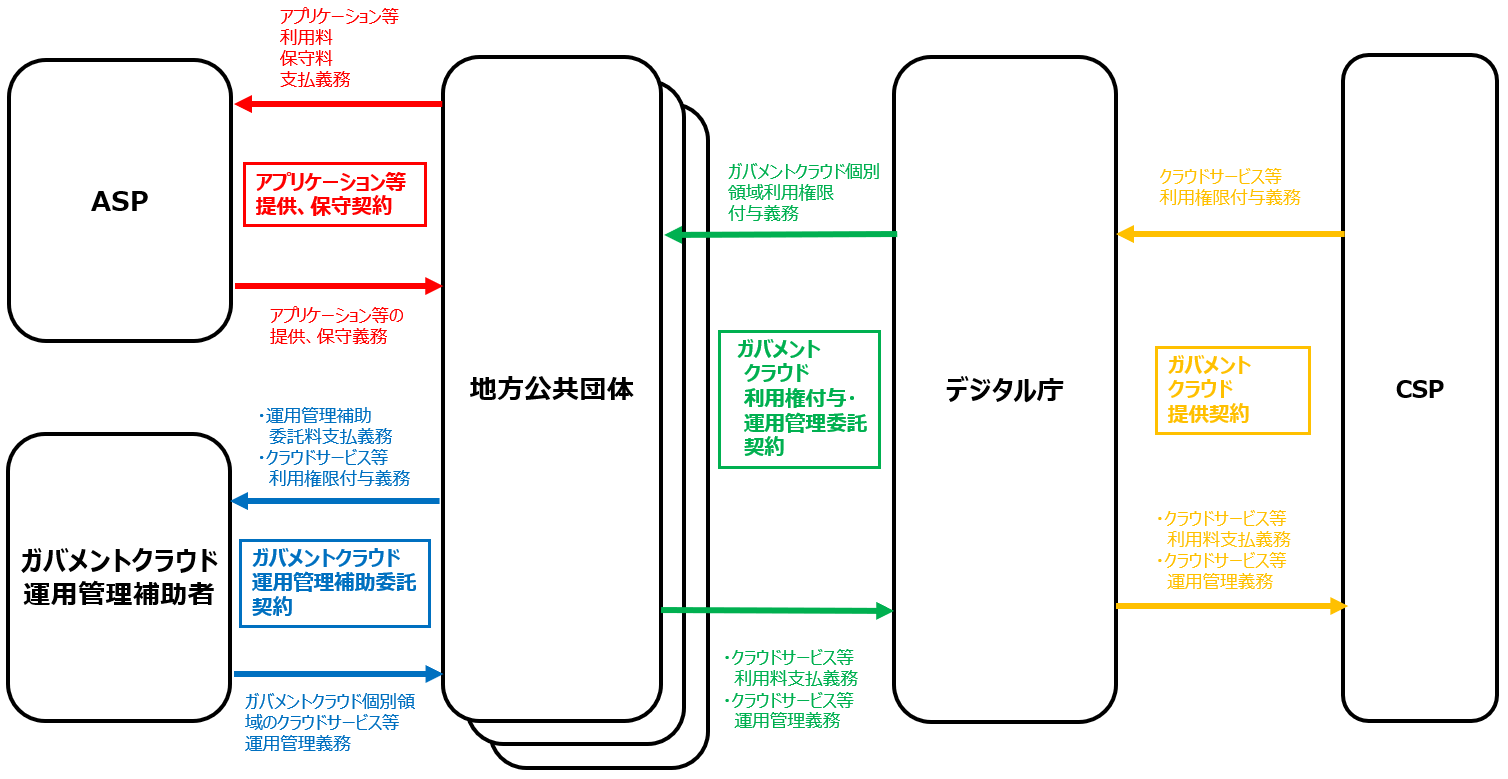 アプリケーション等
利用料
保守料
支払義務
ASP
アプリケーション等
提供、保守契約
アプリケーション等の
提供、保守義務
・運用管理補助
委託料支払義務
・クラウドサービス等
利用権限付与義務
ガバメントクラウド
運用管理補助者
ガバメントクラウド
運用管理補助委託
契約
ガバメントクラウド個別領
域のクラウドサービス等
運用管理義務
地方公共団体
ガバメントクラウド個別
領域利用権限
付与義務
ガバメント
クラウド
利用権付与・
運用管理委託
契約
・クラウドサービス等
利用料支払義務
・クラウドサービス等
運用管理義務
デジタル庁
クラウドサービス等
利用権限付与義務
ガバメント
クラウド
提供契約
・クラウドサービス等
利用料支払義務
・クラウドサービス等
運用管理義務
CSP